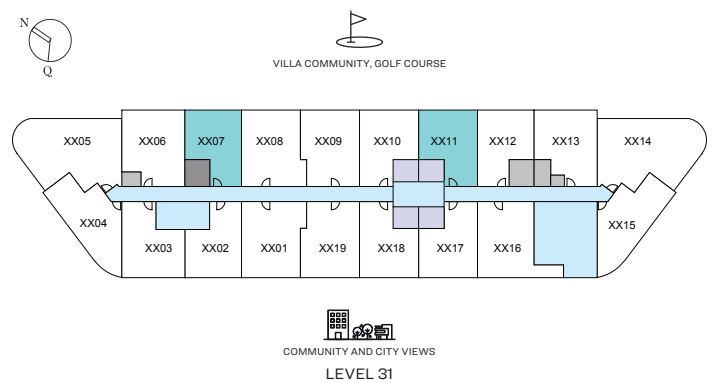 N
Q
VILLA COMMUNITY, GOLF COURSE
XX05 XX06 XX07 XX08 XX09 XX10 XX11 XX12 XX13 XX14
XX04 XX03 XX02 XX01 XX19 XX18 XX17 XX16 XX15
COMMUNITY AND CITY VIEWS
LEVEL 31